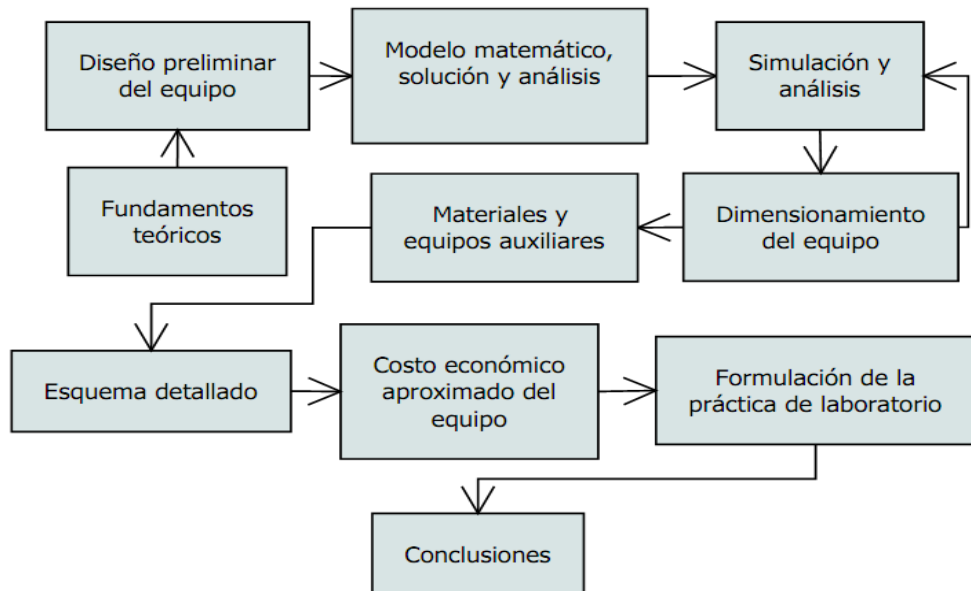 Diseño preliminar
del equipo
Modelo matemático,
solución y análisis
Simulación y
análisis
Fundamentos
teóricos
Materiales y
equipos auxiliares
Dimensionamiento
del equipo
Esquema detallado
Costo económico
aproximado del
equipo
Formulación de la
práctica de laboratorio
Conclusiones